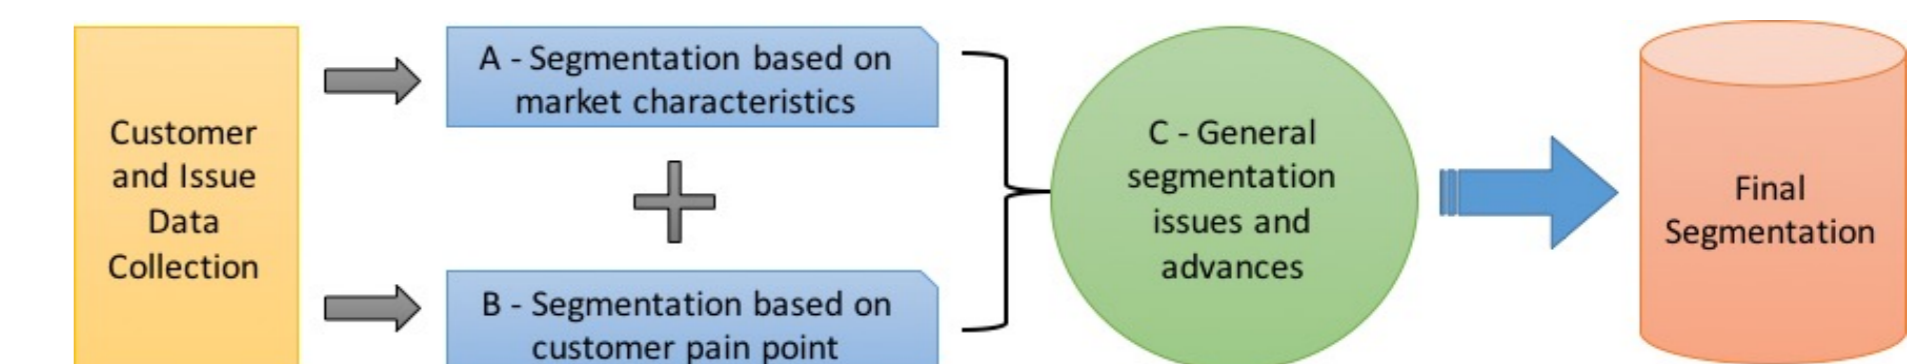 Customer
and Issue
Data
Collection
A - Segmentation based on
market characteristics
B - Segmentation based on
customer pain point
C - General
segmentation
issues and
advances
Final
Segmentation